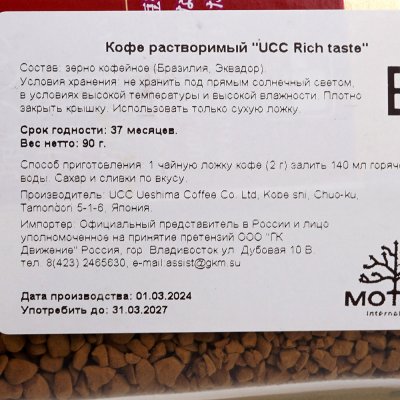 Кофе растворимый "UCC Rich taste"
Состав: зерно кофейное (Бразилия, Эквадор).
Условия хранения: не хранить под прямым солнечный светом,
в условиях высокой температуры и высокой влажности. Плотно
закрыть крышку. Использовать только сухую ложку.
Срок годности: 37 месяцев.
Вес нетто: 90 г.
Способ приготовления: 1 чайную ложку кофе (2 г) залить 140 мл горяче
воды. Сахар и сливки по вкусу.
Производитель: UCC Ueshima Coffee Co. Ltd, Kobe shi, Chuo-ku,
Tamondori 5-1-6, Япония.
Импортер: Официальный представитель в России и лицо
уполномоченное на принятие претензий ООО "ГК
Движение" Россия, гор. Владивосток ул. Дубовая 10 В.
тел. 8(423) 2465630, e-mail assist@gkm.su
MOT
Internal
Дата производства: 01.03.2024
Употребить до: 31.03.2027